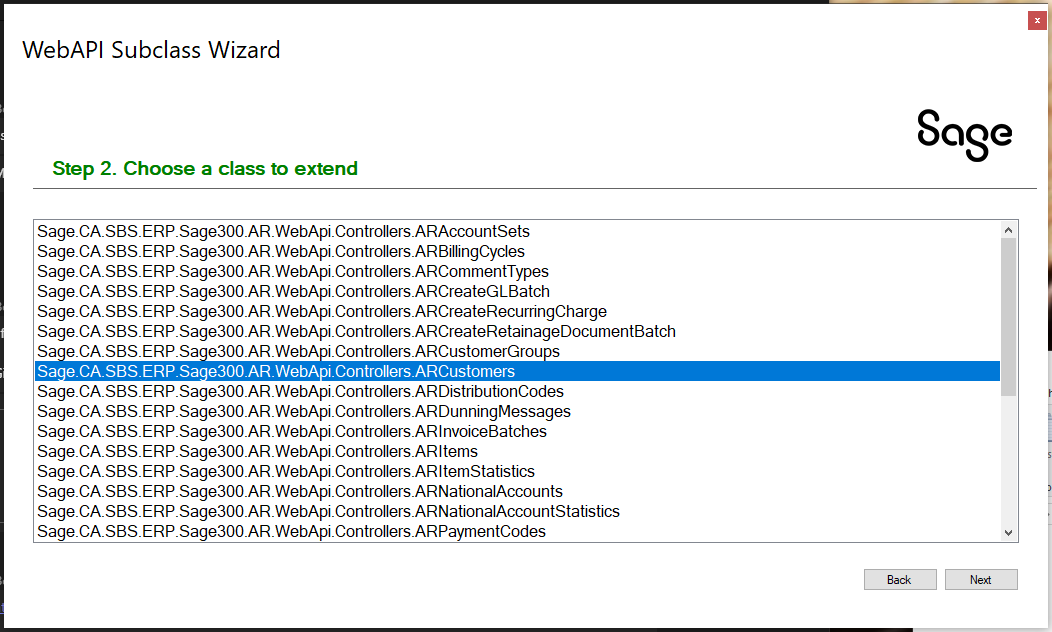 x
WebAPI Subclass Wizard
Sage
Step 2. Choose a class to extend
Sage.CA.SBS.ERP.Sage300.AR.WebApi.Controllers.ARAccountSets
Sage.CA.SBS.ERP.Sage300.AR.WebApi.Controllers.ARBillingCycles
Sage.CA.SBS.ERP.Sage300.AR.WebApi.Controllers.ARCommentTypes
Sage.CA.SBS.ERP.Sage300.AR.WebApi.Controllers.ARCreateGLBatch
Sage.CA.SBS.ERP.Sage300.AR.WebApi.Controllers.ARCreateRecurringCharge
Sage.CA.SBS.ERP.Sage300.AR.WebApi.Controllers.ARCreateRetainageDocumentBatch
Sage.CA.SBS.ERP.Sage300.AR.WebApi.Controllers.ARCustomerGroups
Sage.CA.SBS.ERP.Sage300.AR.WebApi.Controllers.ARCustomers
Sage.CA.SBS.ERP.Sage300.AR.WebApi.Controllers.ARDistributionCodes
Sage.CA.SBS.ERP.Sage300.AR.WebApi.Controllers.ARDunningMessages
Sage.CA.SBS.ERP.Sage300.AR.WebApi.Controllers.ARInvoiceBatches
Sage.CA.SBS.ERP.Sage300.AR.WebApi.Controllers.ARItems
Sage.CA.SBS.ERP.Sage300.AR.WebApi.Controllers.ARItemStatistics
Sage.CA.SBS.ERP.Sage300.AR.WebApi.Controllers.ARNationalAccounts
Sage.CA.SBS.ERP.Sage300.AR.WebApi.Controllers.ARNationalAccountStatistics
Sage.CA.SBS.ERP.Sage300.AR.WebApi.Controllers.ARPaymentCodes
Back Next